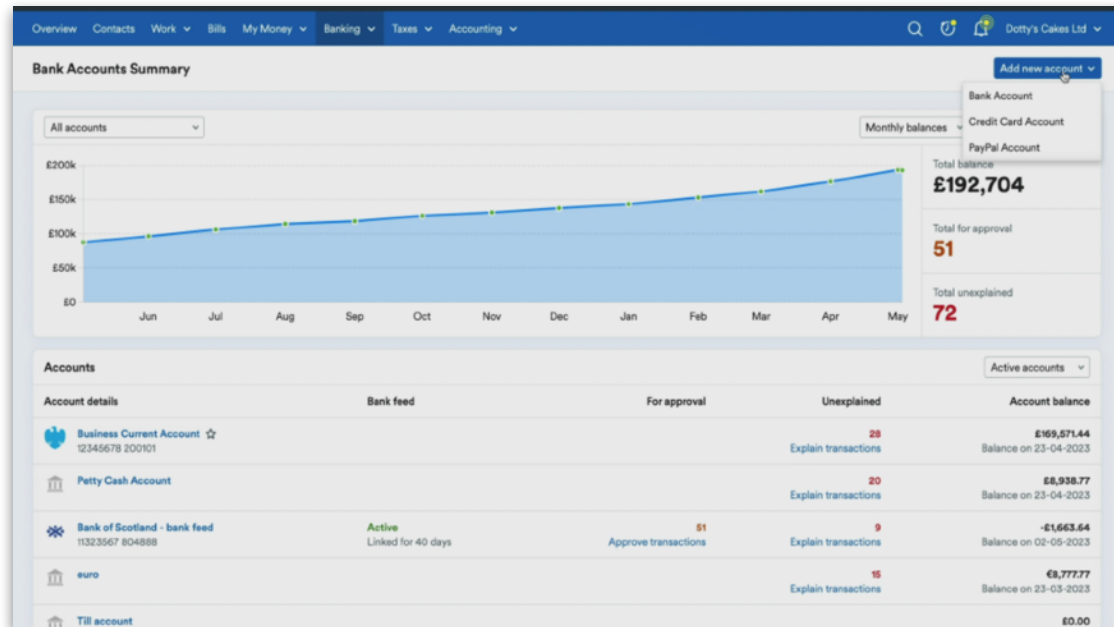 Overview Contacts Work Bills My Money Banking Taxes Accounting Dotty's Cakes Ltd
Bank Accounts Summary Add new account
Bank Account
Credit Card Account
PayPal Account
All accounts Monthly balances
£200k
£150k
£100k
£50k
£0
Jun Jul Aug Sep Oct Nov Dec Jan Feb Mar Apr May
Total balance
£192,704
Total for approval
51
Total unexplained
72
Accounts Active accounts
Account details Bank feed For approval Unexplained Account balance
Business Current Account 28 £169,571.44
12345678 200101 Explain transactions Balance on 23-04-2023
Petty Cash Account 20 £8,938.77
Explain transactions Balance on 23-04-2023
Bank of Scotland - bank feed Active 51 9 -£1,663.64
11323567 804888 Linked for 40 days Approve transactions Explain transactions Balance on 02-05-2023
euro 15 €8,777.77
Explain transactions Balance on 23-03-2023
Till account £0.00